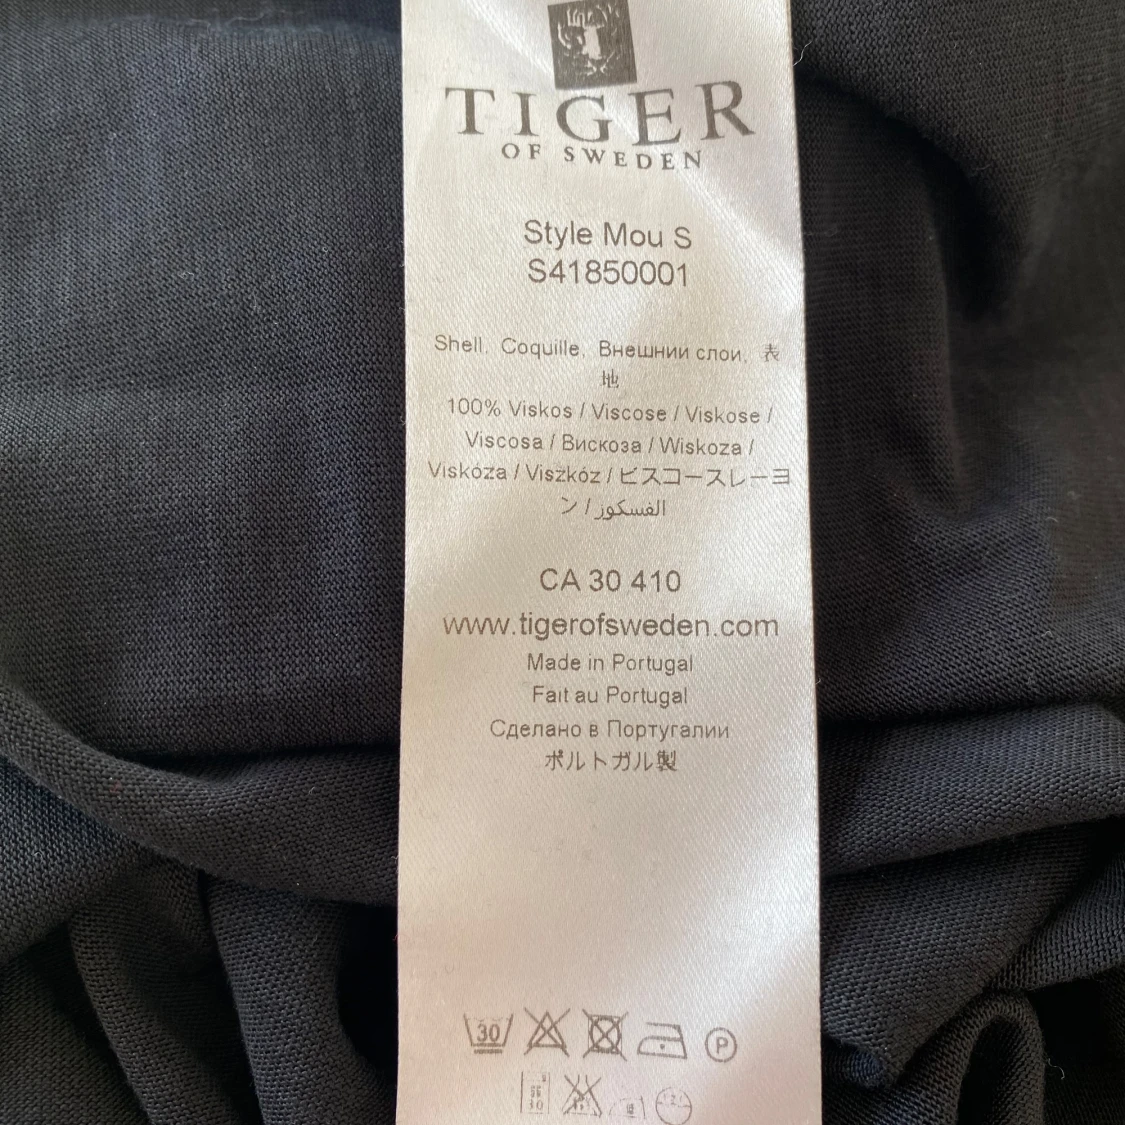 TIGER
OF SWEDEN
Style Mou S
S41850001
Shell, Coquille, Внешнии слои, 表
地
100% Viskos / Viscose / Viskose /
Viscosa / Вискоза / Wiskoza /
Viskóza / Viszkóz / ビスコースレーヨ
ン / الفسكوز
CA 30 410
www.tigerofsweden.com
Made in Portugal
Fait au Portugal
Сделано в Португалии
ポルトガル製
30
P